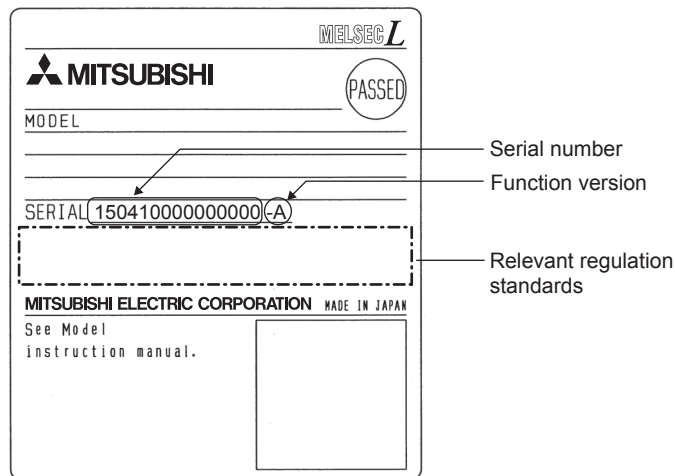 MELSEC L
MITSUBISHI
PASSED
MODEL
Serial number
Function version
SERIAL 150410000000000 -A
Relevant regulation
standards
MITSUBISHI ELECTRIC CORPORATION MADE IN JAPAN
See Model
instruction manual.